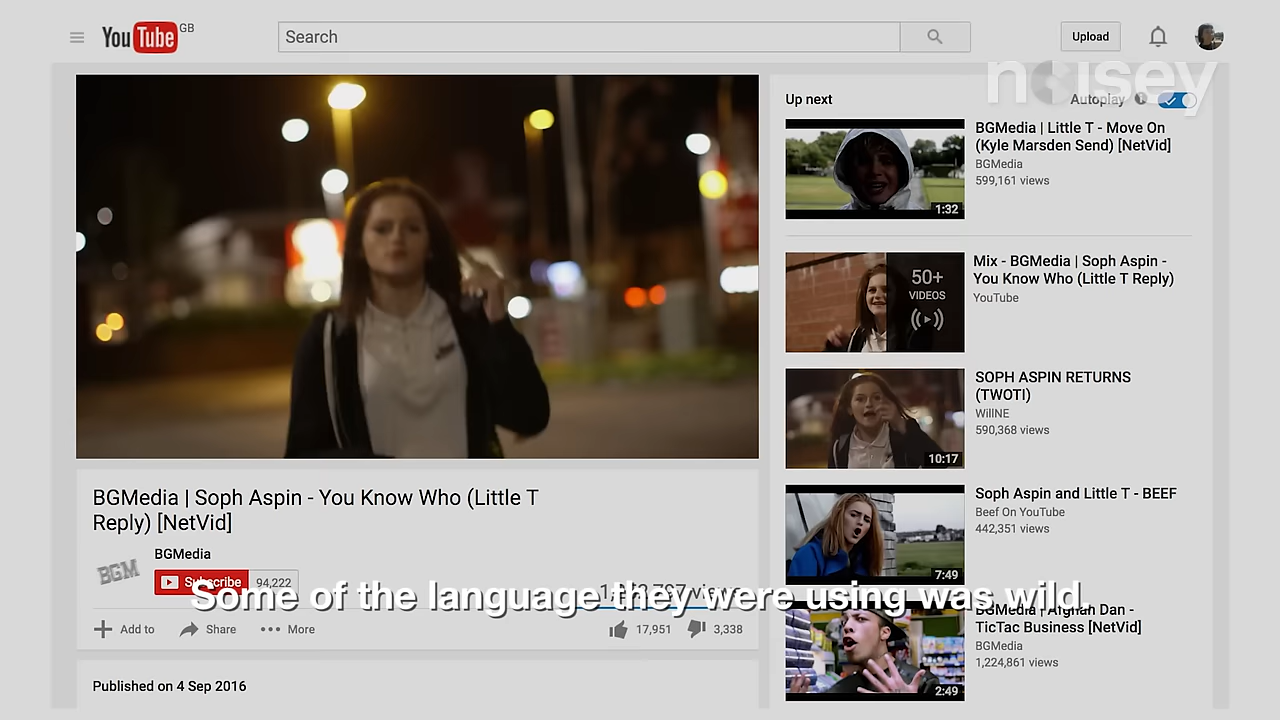 YouTube GB
Search
Upload
noisey
Up next
Autoplay
BGMedia | Little T - Move On
(Kyle Marsden Send) [NetVid]
BGMedia
599,161 views
1:32
50+
VIDEOS
Mix - BGMedia | Soph Aspin -
You Know Who (Little T Reply)
YouTube
SOPH ASPIN RETURNS
(TWOTI)
WillNE
590,368 views
10:17
Soph Aspin and Little T - BEEF
Beef On YouTube
442,351 views
7:49
BGMedia | Afghan Dan -
TicTac Business [NetVid]
BGMedia
1,224,861 views
2:49
BGMedia | Soph Aspin - You Know Who (Little T
Reply) [NetVid]
BGM
BGMedia
Subscribe
94,222
views
Some of the language they were using was wild
Add to
Share
More
17,951
3,338
Published on 4 Sep 2016